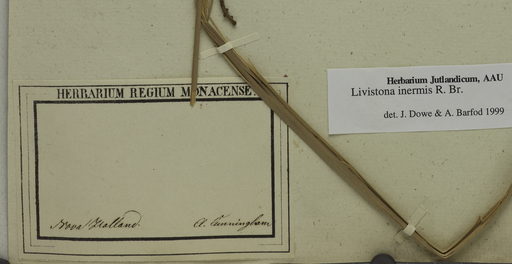 HERBARIUM REGIUM MONACENSE.
Nova Holland.
A. Cunningham
Herbarium Jutlandicum, AAU
Livistona inermis R. Br.
det. J. Dowe & A. Barfod 1999